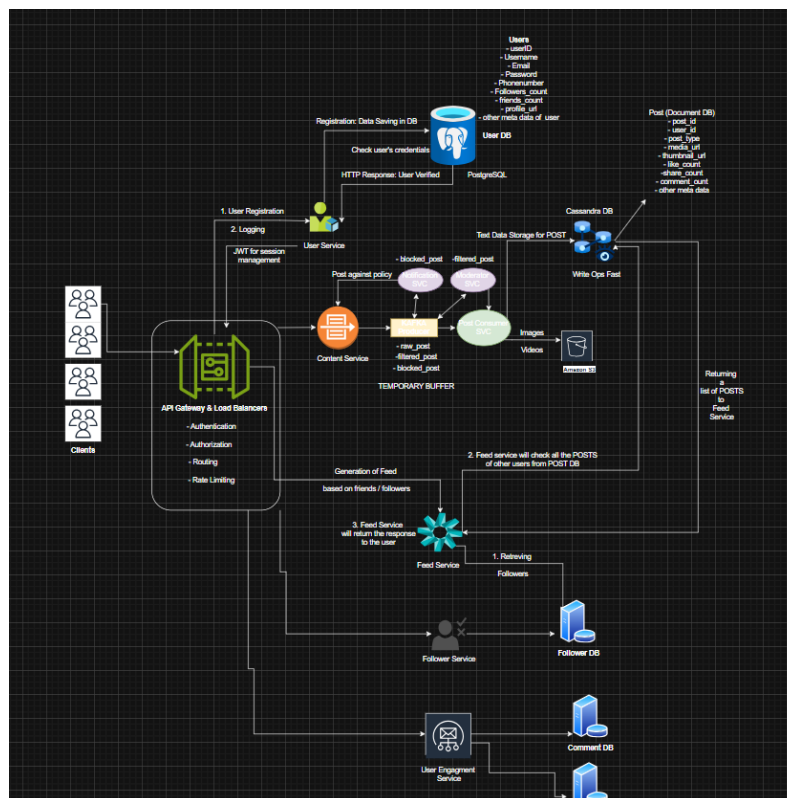 Users
- userID
- Username
- Email
- Password
- Phonenumber
- Followers_count
- friends_count
- profile_url
- other meta data of user
User DB
PostgreSQL
Registration: Data Saving in DB
Check user's credentials
HTTP Response: User Verified
1. User Registration
2. Logging
User Service
JWT for session
management
Post (Document DB)
- post_id
- user_id
- post_type
- media_url
- thumbnail_url
- like_count
-share_count
- comment_ount
- other meta data
Cassandra DB
Text Data Storage for POST
Write Ops Fast
- blocked_post
-filtered_post
Post against policy
Notification
SVC
Moderator
SVC
Content Service
Producer
Post Consumer
SVC
- raw_post
-filtered_post
- blocked_post
TEMPORARY BUFFER
Images
Videos
Amazon S3
Clients
API Gateway & Load Balancers
- Authentication
- Authorization
- Routing
- Rate Limiting
Returning
a
list of POSTS
to
Feed
Service
Generation of Feed
based on friends / followers
2. Feed service will check all the POSTS
of other users from POST DB
3. Feed Service
will return the response
to the user
Feed Service
1. Retreving
Followers
Follower Service
Follower DB
User Engagment
Service
Comment DB